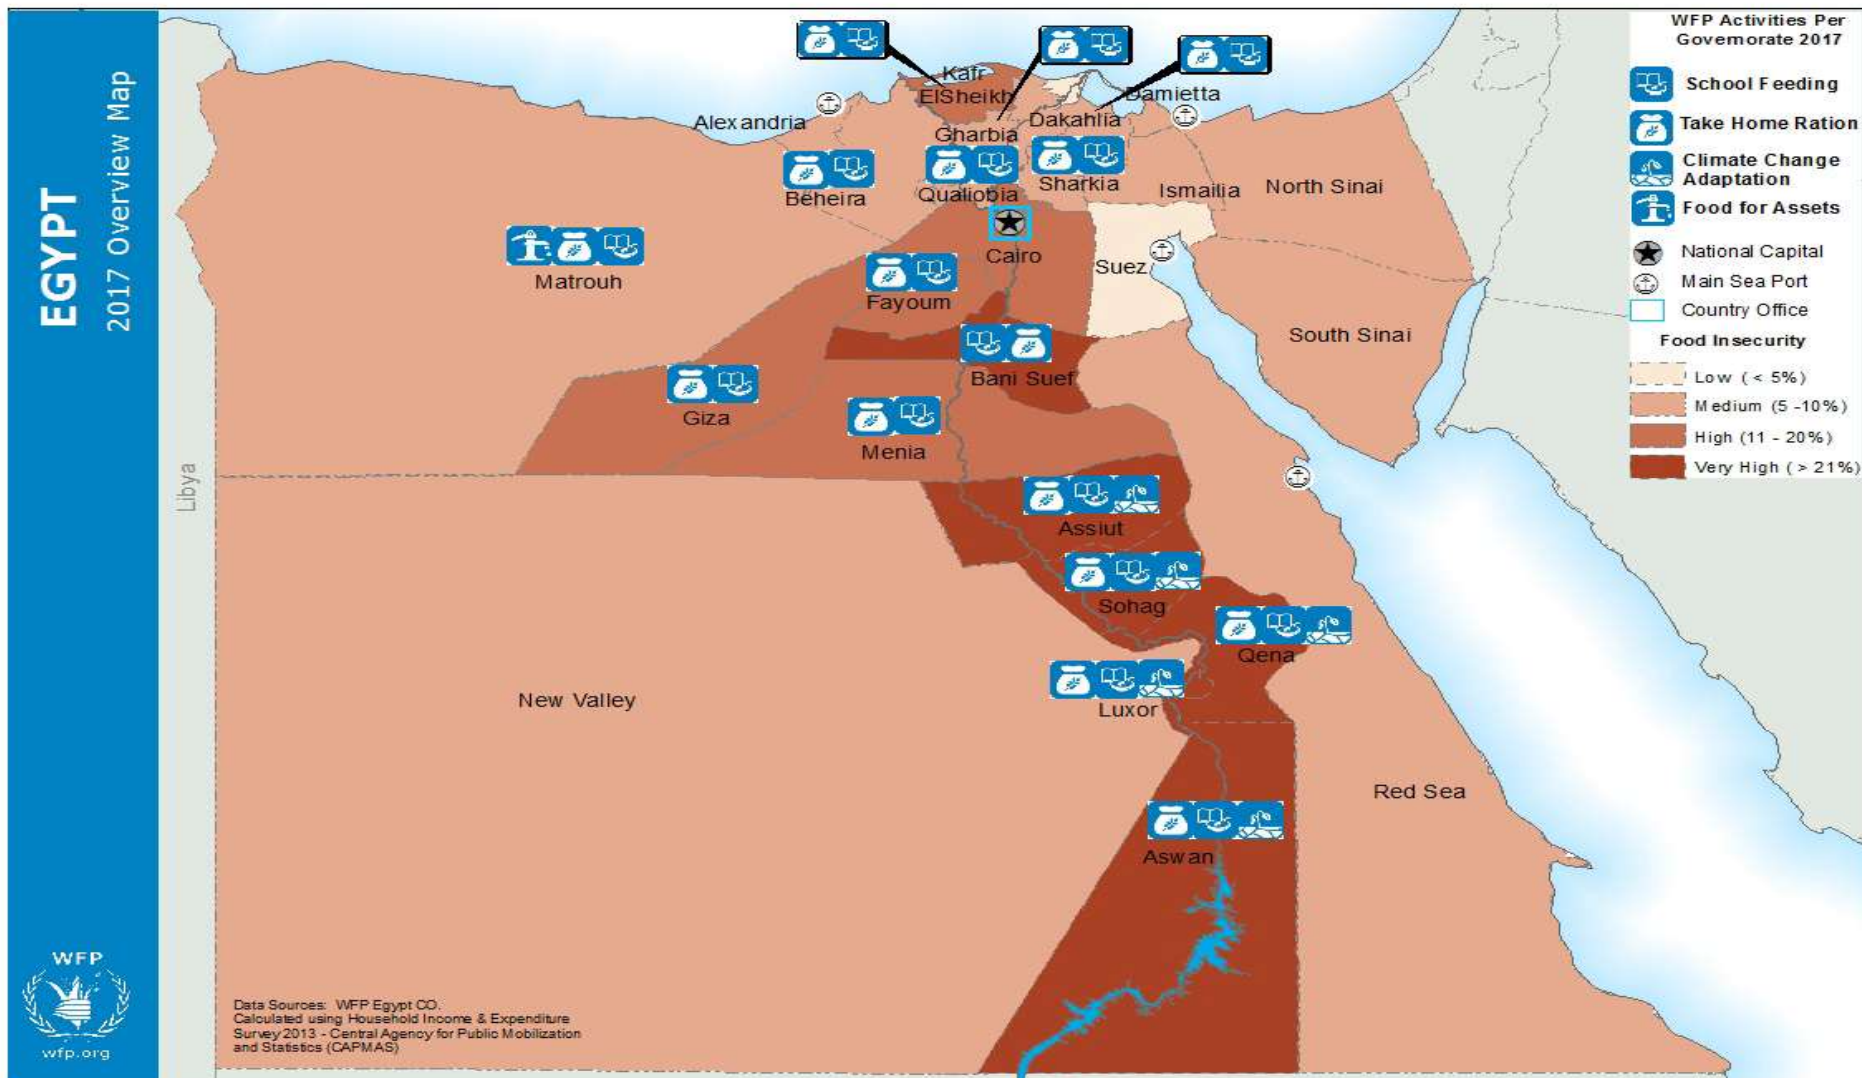 EGYPT
2017 Overview Map
WFP
wfp.org
Libya
Kafr
ElSheikh
Damietta
Alexandria
Dakahlia
Gharbia
Beheira
Qualiobia
Sharkia
Ismailia
North Sinai
Cairo
Suez
Matrouh
Fayoum
South Sinai
Bani Suef
Giza
Menia
Assiut
Sohag
Qena
New Valley
Luxor
Red Sea
Aswan
Data Sources: WFP Egypt CO.
Calculated using Household Income & Expenditure
Survey 2013 - Central Agency for Public Mobilization
and Statistics (CAPMAS)
WFP Activities Per
Governorate 2017
School Feeding
Take Home Ration
Climate Change
Adaptation
Food for Assets
National Capital
Main Sea Port
Country Office
Food Insecurity
Low ( < 5%)
Medium (5 -10%)
High (11 - 20%)
Very High ( > 21%)